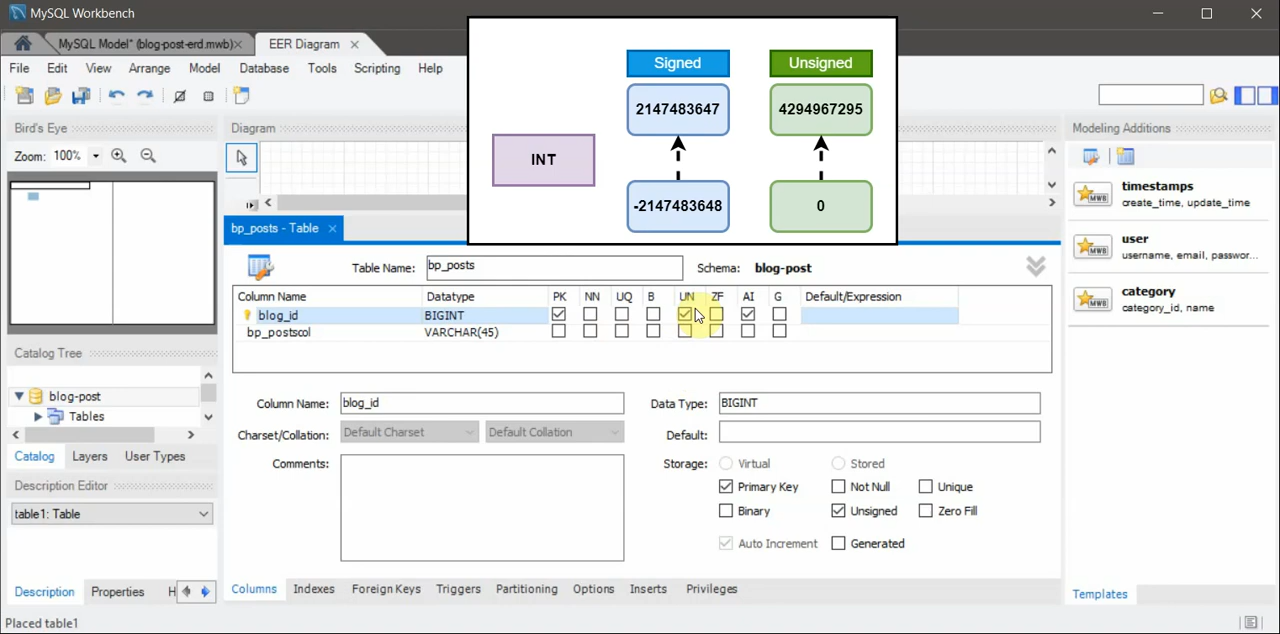 MySQL Workbench
MySQL Model* (blog-post-erd.mwb)
EER Diagram
File Edit View Arrange Model Database Tools Scripting Help
Signed Unsigned
2147483647 4294967295
INT
-2147483648 0
Bird's Eye
Zoom: 100%
Diagram
Modeling Additions
MWB
timestamps
create_time, update_time
MWB
user
username, email, passwor...
MWB
category
category_id, name
bp_posts - Table
Table Name: bp_posts Schema: blog-post
Column Name Datatype PK NN UQ B UN ZF AI G Default/Expression
blog_id BIGINT
bp_postscol VARCHAR(45)
Catalog Tree
blog-post
Tables
Catalog Layers User Types
Description Editor
table1: Table
Column Name: blog_id Data Type: BIGINT
Charset/Collation: Default Charset Default Collation Default:
Comments: Storage: Virtual Stored
Primary Key Not Null Unique
Binary Unsigned Zero Fill
Auto Increment Generated
Description Properties H
Columns Indexes Foreign Keys Triggers Partitioning Options Inserts Privileges
Templates
Placed table1